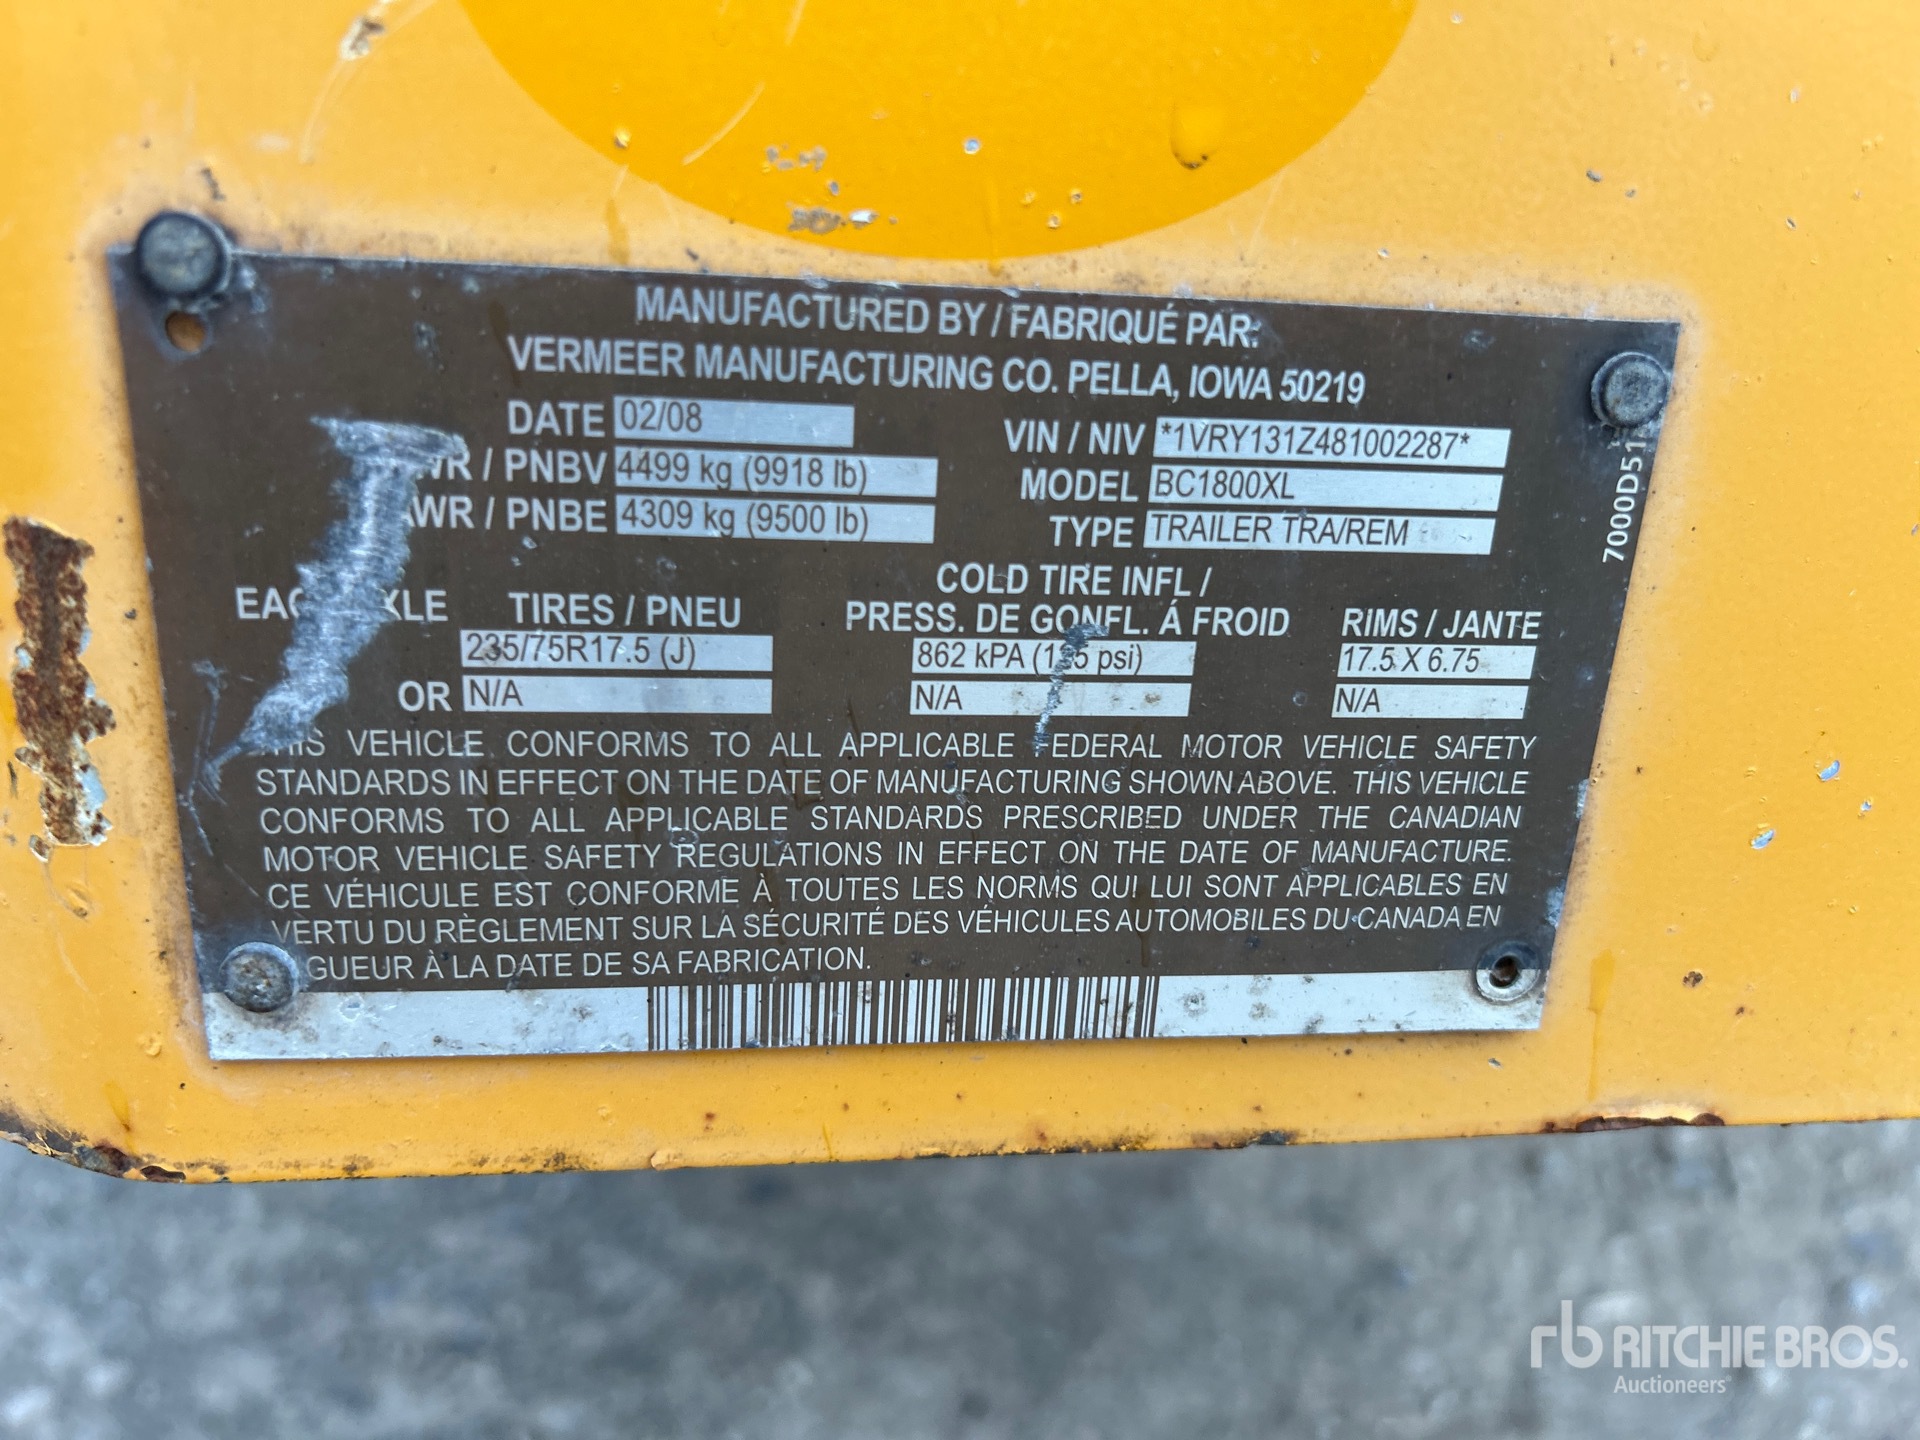 MANUFACTURED BY / FABRIQUÉ PAR:
VERMEER MANUFACTURING CO. PELLA, IOWA 50219
DATE 02/08
VIN / NIV *1VRY131Z481002287*
WR / PNBV 4499 kg (9918 lb)
MODEL BC1800XL
AWR / PNBE 4309 kg (9500 lb)
TYPE TRAILER TRA/REM
7000D51
COLD TIRE INFL /
TIRES / PNEU PRESS. DE GONFL. Á FROID RIMS / JANTE
235/75R17.5 (J) 862 kPA psi) 17.5 X 6.75
OR N/A N/A N/A
THIS VEHICLE CONFORMS TO ALL APPLICABLE FEDERAL MOTOR VEHICLE SAFETY
STANDARDS IN EFFECT ON THE DATE OF MANUFACTURING SHOWN ABOVE. THIS VEHICLE
CONFORMS TO ALL APPLICABLE STANDARDS PRESCRIBED UNDER THE CANADIAN
MOTOR VEHICLE SAFETY REGULATIONS IN EFFECT ON THE DATE OF MANUFACTURE.
CE VÉHICULE EST CONFORME À TOUTES LES NORMS QUI LUI SONT APPLICABLES EN
VERTU DU RÈGLEMENT SUR LA SÉCURITÉ DES VÉHICULES AUTOMOBILES DU CANADA EN
GUEUR À LA DATE DE SA FABRICATION.
rb RITCHIE BROS.
Auctioneers